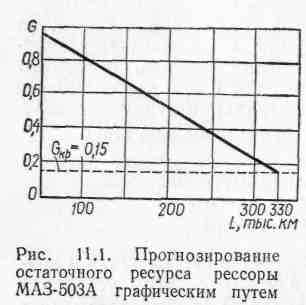 G
0,8
0,6
0,4
Gкр = 0,15
0,2
0
100
200
300 330
L, тыс. км
Рис. 11.1. Прогнозирование
остаточного ресурса рессоры
МАЗ-503А графическим путем